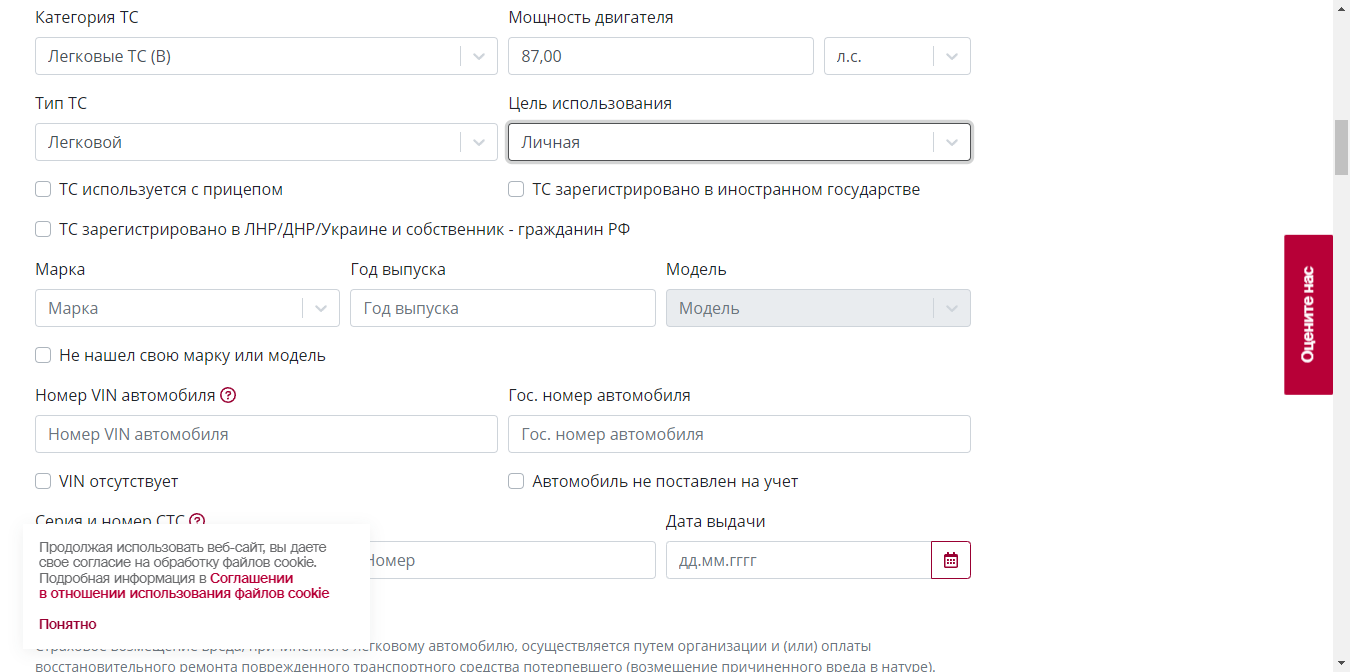 Категория ТС
Мощность двигателя
Легковые ТС (В)
87,00
л.с.
Тип ТС
Цель использования
Легковой
Личная
ТС используется с прицепом
ТС зарегистрировано в иностранном государстве
ТС зарегистрировано в ЛНР/ДНР/Украине и собственник - гражданин РФ
Марка
Год выпуска
Модель
Марка
Год выпуска
Модель
Оцените нас
Не нашел свою марку или модель
Номер VIN автомобиля ?
Гос. номер автомобиля
Номер VIN автомобиля
Гос. номер автомобиля
VIN отсутствует
Автомобиль не поставлен на учет
Серия и номер СТС ?
Дата выдачи
Номер
дд.мм.гггг
Продолжая использовать веб-сайт, вы даете
свое согласие на обработку файлов cookie.
Подробная информация в Соглашении
в отношении использования файлов cookie
Понятно
Страховое возмещение вреда, причиненного легковому автомобилю, осуществляется путем организации и (или) оплаты
восстановительного ремонта поврежденного транспортного средства потерпевшего (возмещение причиненного вреда в натуре).